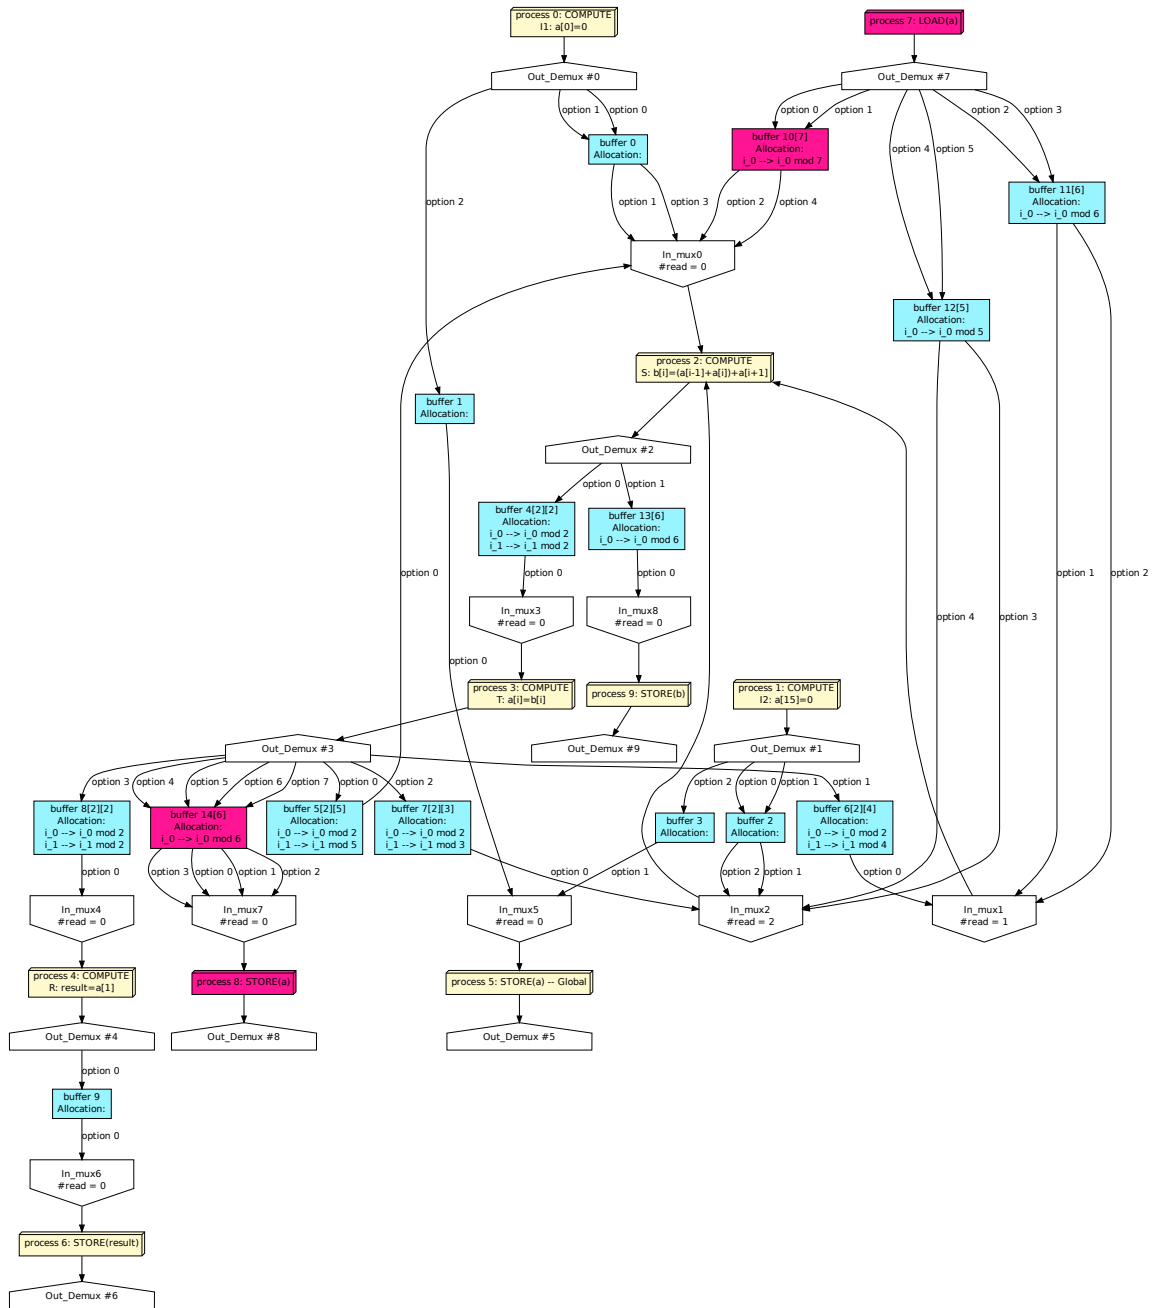 process 0: COMPUTE
I1: a[0]=0
process 7: LOAD(a)
Out_Demux #0
Out_Demux #7
option 1
option 0
option 0
option 1
option 2
option 3
buffer 0
Allocation:
buffer 10[7]
Allocation:
i_0 --> i_0 mod 7
option 4
option 5
buffer 11[6]
Allocation:
i_0 --> i_0 mod 6
option 2
option 1
option 3
option 2
option 4
In_mux0
#read = 0
buffer 12[5]
Allocation:
i_0 --> i_0 mod 5
process 2: COMPUTE
S: b[i]=(a[i-1]+a[i])+a[i+1]
buffer 1
Allocation:
Out_Demux #2
option 0
option 1
buffer 4[2][2]
Allocation:
i_0 --> i_0 mod 2
i_1 --> i_1 mod 2
buffer 13[6]
Allocation:
i_0 --> i_0 mod 6
option 0
option 0
option 0
option 1
option 2
In_mux3
#read = 0
In_mux8
#read = 0
option 4
option 3
option 0
process 3: COMPUTE
T: a[i]=b[i]
process 9: STORE(b)
process 1: COMPUTE
I2: a[15]=0
Out_Demux #3
Out_Demux #9
Out_Demux #1
option 3
option 4
option 5
option 6
option 7
option 0
option 2
option 2
option 0
option 1
option 1
buffer 8[2][2]
Allocation:
i_0 --> i_0 mod 2
i_1 --> i_1 mod 2
buffer 14[6]
Allocation:
i_0 --> i_0 mod 6
buffer 5[2][5]
Allocation:
i_0 --> i_0 mod 2
i_1 --> i_1 mod 5
buffer 7[2][3]
Allocation:
i_0 --> i_0 mod 2
i_1 --> i_1 mod 3
buffer 3
Allocation:
buffer 2
Allocation:
buffer 6[2][4]
Allocation:
i_0 --> i_0 mod 2
i_1 --> i_1 mod 4
option 0
option 3
option 0
option 1
option 2
option 0
option 1
option 2
option 1
option 0
In_mux4
#read = 0
In_mux7
#read = 0
In_mux5
#read = 0
In_mux2
#read = 2
In_mux1
#read = 1
process 4: COMPUTE
R: result=a[1]
process 8: STORE(a)
process 5: STORE(a) -- Global
Out_Demux #4
Out_Demux #8
Out_Demux #5
option 0
buffer 9
Allocation:
option 0
In_mux6
#read = 0
process 6: STORE(result)
Out_Demux #6